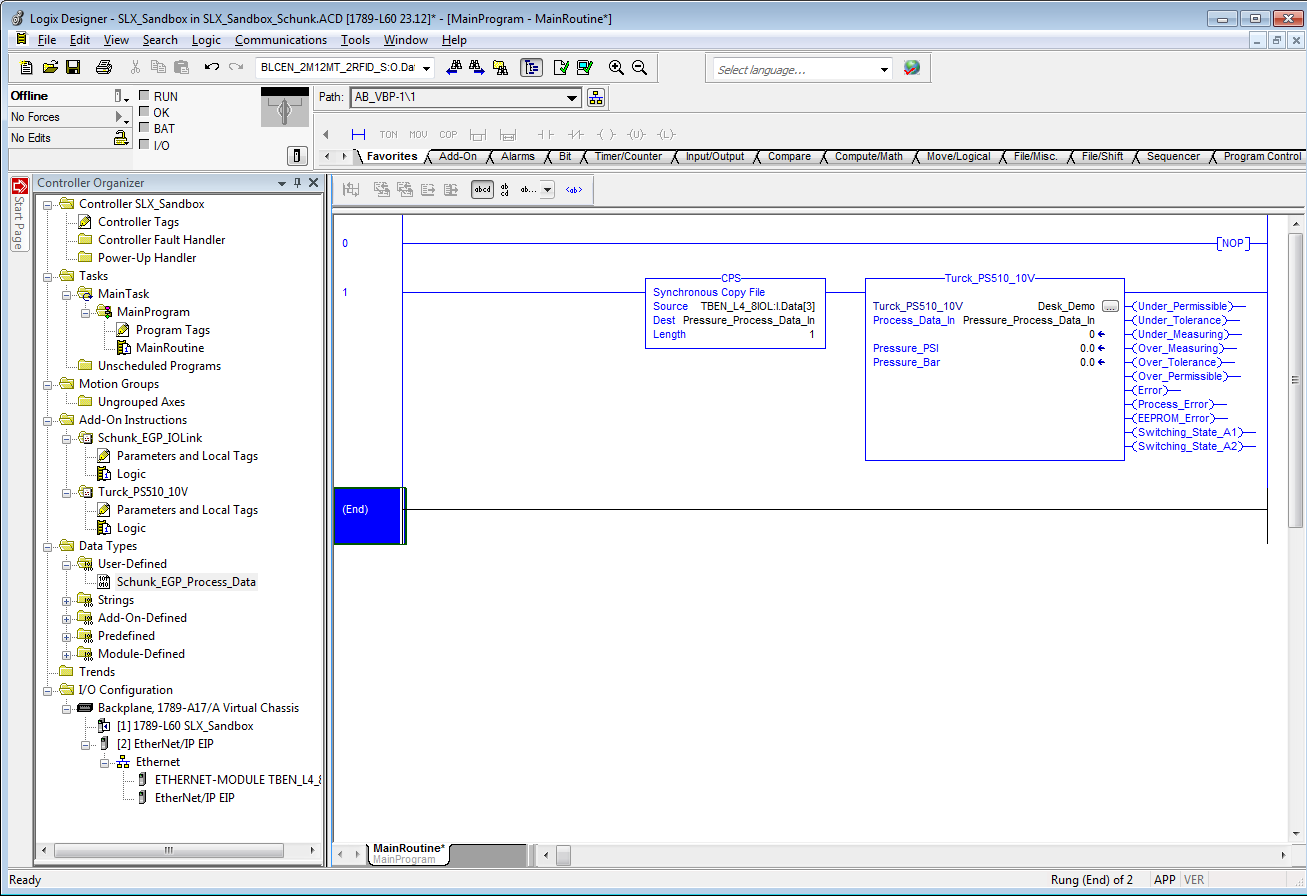 Logix Designer - SLX_Sandbox in SLX_Sandbox_Schunk.ACD [1789-L60 23.12]* - [MainProgram - MainRoutine*]
File Edit View Search Logic Communications Tools Window Help
BLCEN_2M12MT_2RFID_S:O.Da
Select language...
Offline
RUN
No Forces
OK
No Edits
BAT
I/O
Path: AB_VBP-1\1
TON MOV COP
(U) (L)
Favorites Add-On Alarms Bit Timer/Counter Input/Output Compare Compute/Math Move/Logical File/Misc. File/Shift Sequencer Program Control
Start Page
Controller Organizer
Controller SLX_Sandbox
Controller Tags
Controller Fault Handler
Power-Up Handler
Tasks
MainTask
MainProgram
Program Tags
MainRoutine
Unscheduled Programs
Motion Groups
Ungrouped Axes
Add-On Instructions
Schunk_EGP_IOLink
Parameters and Local Tags
Logic
Turck_PS510_10V
Parameters and Local Tags
Logic
Data Types
User-Defined
Schunk_EGP_Process_Data
Strings
Add-On-Defined
Predefined
Module-Defined
Trends
I/O Configuration
Backplane, 1789-A17/A Virtual Chassis
[1] 1789-L60 SLX_Sandbox
[2] EtherNet/IP EIP
Ethernet
ETHERNET-MODULE TBEN_L4_8
EtherNet/IP EIP
abcd ab cd ab... <ab>
0
NOP
1
CPS
Synchronous Copy File
Source TBEN_L4_8IOL:I.Data[3]
Dest Pressure_Process_Data_In
Length 1
Turck_PS510_10V
Turck_PS510_10V Desk_Demo ...
Process_Data_In Pressure_Process_Data_In
0
Pressure_PSI 0.0
Pressure_Bar 0.0
(Under_Permissible)
(Under_Tolerance)
(Under_Measuring)
(Over_Measuring)
(Over_Tolerance)
(Over_Permissible)
(Error)
(Process_Error)
(EEPROM_Error)
(Switching_State_A1)
(Switching_State_A2)
(End)
MainRoutine*
MainProgram
Ready
Rung (End) of 2 APP VER